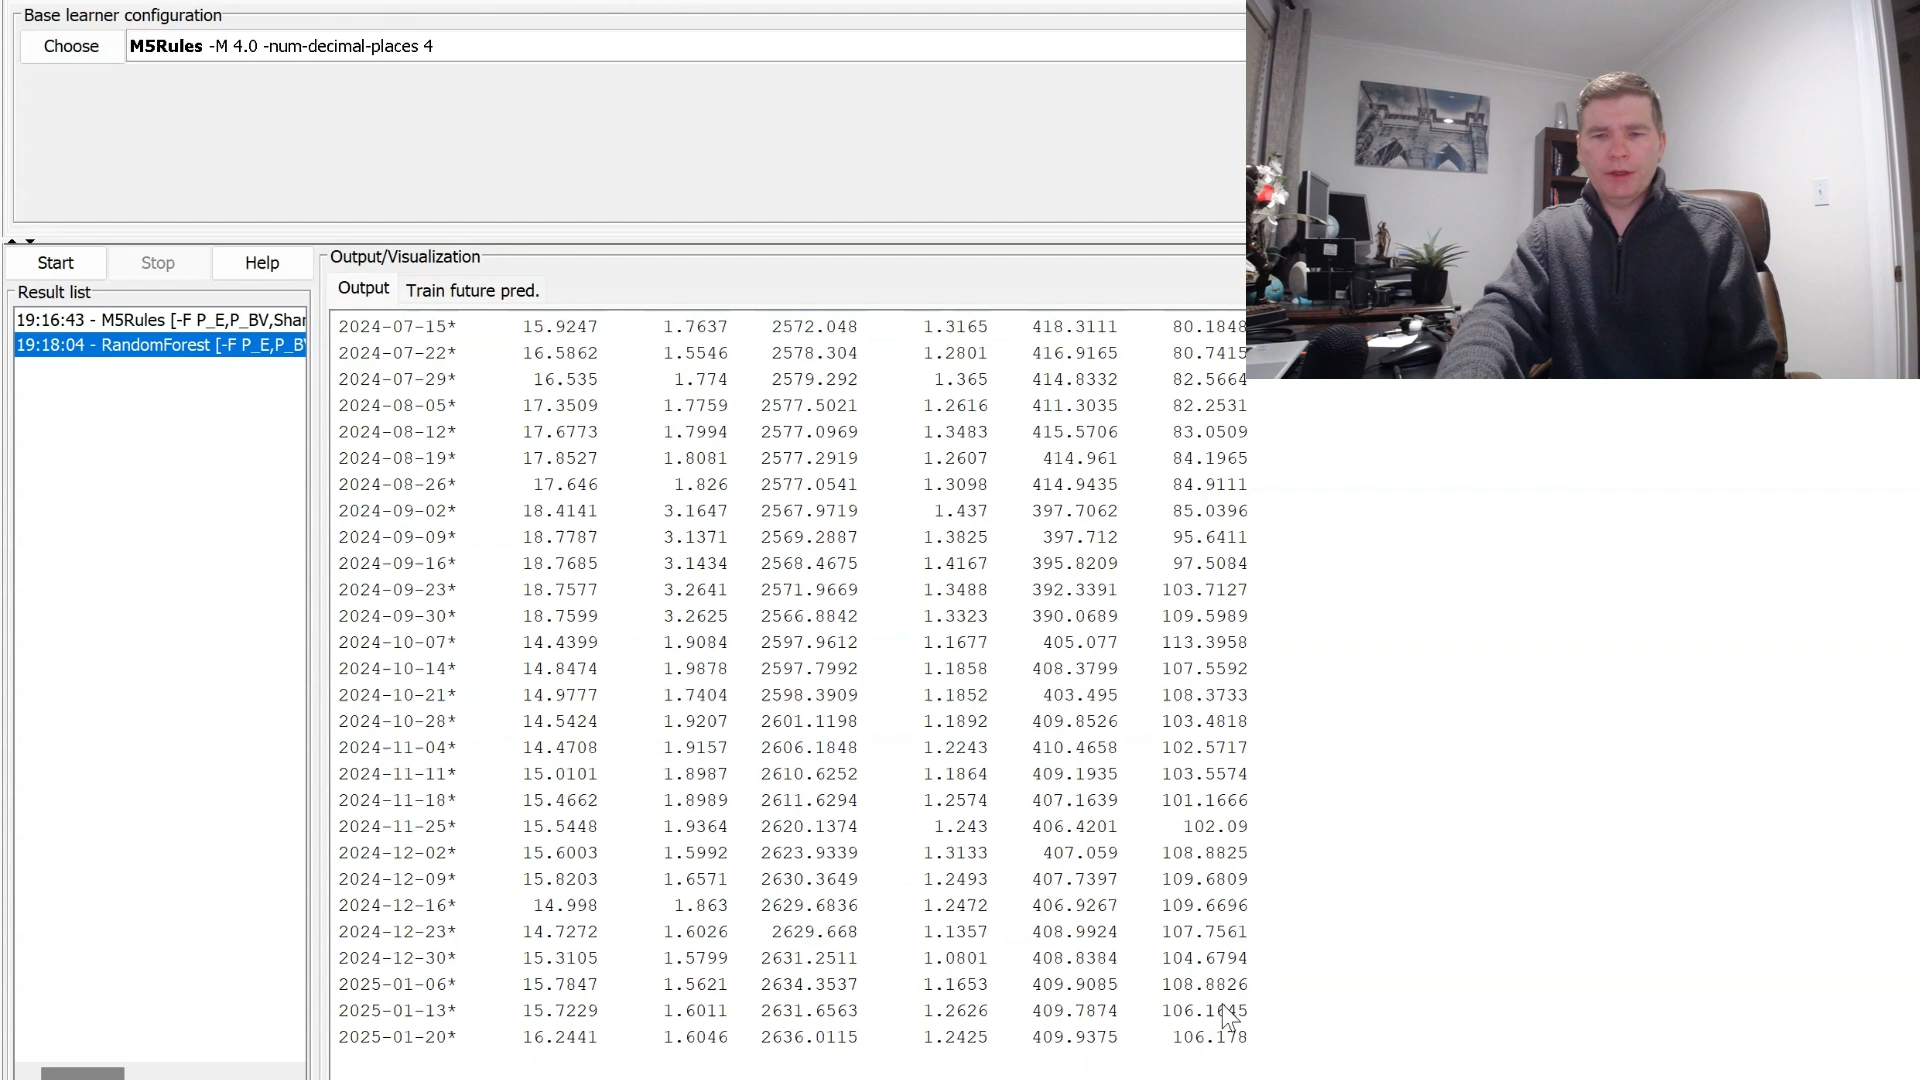 Base learner configuration
Choose M5Rules -M 4.0 -num-decimal-places 4
Start Stop Help
Result list
19:16:43 - M5Rules [-F P_E,P_BV,Shar
19:18:04 - RandomForest [-F P_E,P_B
Output/Visualization
Output Train future pred.
2024-07-15* 15.9247 1.7637 2572.048 1.3165 418.3111 80.1848
2024-07-22* 16.5862 1.5546 2578.304 1.2801 416.9165 80.7415
2024-07-29* 16.535 1.774 2579.292 1.365 414.8332 82.5664
2024-08-05* 17.3509 1.7759 2577.5021 1.2616 411.3035 82.2531
2024-08-12* 17.6773 1.7994 2577.0969 1.3483 415.5706 83.0509
2024-08-19* 17.8527 1.8081 2577.2919 1.2607 414.961 84.1965
2024-08-26* 17.646 1.826 2577.0541 1.3098 414.9435 84.9111
2024-09-02* 18.4141 3.1647 2567.9719 1.437 397.7062 85.0396
2024-09-09* 18.7787 3.1371 2569.2887 1.3825 397.712 95.6411
2024-09-16* 18.7685 3.1434 2568.4675 1.4167 395.8209 97.5084
2024-09-23* 18.7577 3.2641 2571.9669 1.3488 392.3391 103.7127
2024-09-30* 18.7599 3.2625 2566.8842 1.3323 390.0689 109.5989
2024-10-07* 14.4399 1.9084 2597.9612 1.1677 405.077 113.3958
2024-10-14* 14.8474 1.9878 2597.7992 1.1858 408.3799 107.5592
2024-10-21* 14.9777 1.7404 2598.3909 1.1852 403.495 108.3733
2024-10-28* 14.5424 1.9207 2601.1198 1.1892 409.8526 103.4818
2024-11-04* 14.4708 1.9157 2606.1848 1.2243 410.4658 102.5717
2024-11-11* 15.0101 1.8987 2610.6252 1.1864 409.1935 103.5574
2024-11-18* 15.4662 1.8989 2611.6294 1.2574 407.1639 101.1666
2024-11-25* 15.5448 1.9364 2620.1374 1.243 406.4201 102.09
2024-12-02* 15.6003 1.5992 2623.9339 1.3133 407.059 108.8825
2024-12-09* 15.8203 1.6571 2630.3649 1.2493 407.7397 109.6809
2024-12-16* 14.998 1.863 2629.6836 1.2472 406.9267 109.6696
2024-12-23* 14.7272 1.6026 2629.668 1.1357 408.9924 107.7561
2024-12-30* 15.3105 1.5799 2631.2511 1.0801 408.8384 104.6794
2025-01-06* 15.7847 1.5621 2634.3537 1.1653 409.9085 108.8826
2025-01-13* 15.7229 1.6011 2631.6563 1.2626 409.7874
2025-01-20* 16.2441 1.6046 2636.0115 1.2425 409.9375 106.178